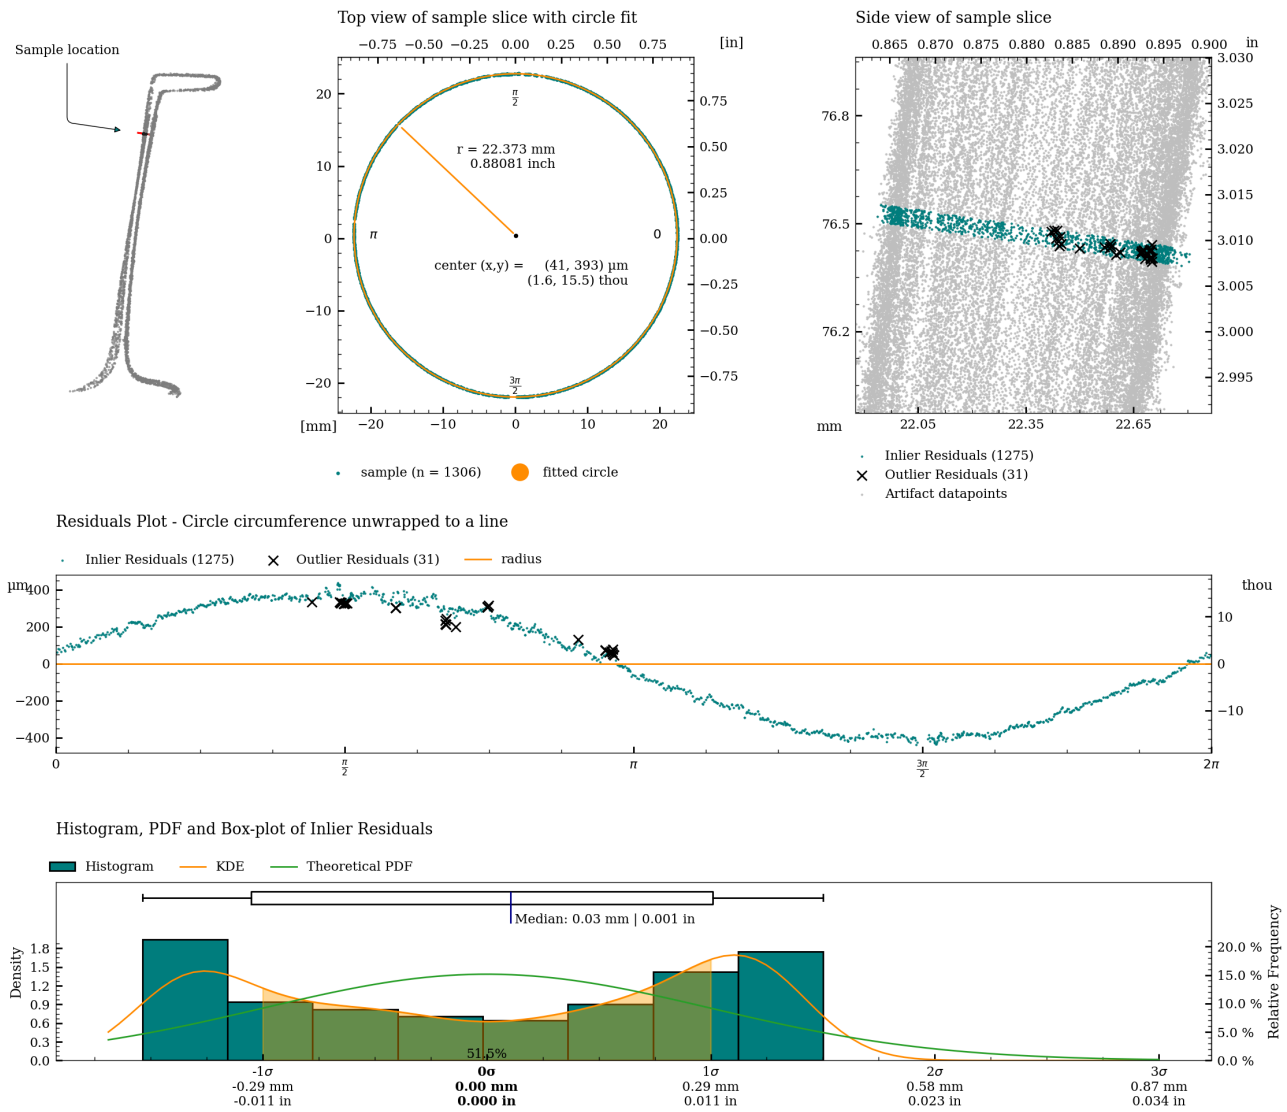 Sample location
Top view of sample slice with circle fit
−0.75 −0.50 −0.25 0.00 0.25 0.50 0.75 [in]
20
10
0
−10
−20
[mm]
−20 −10 0 10 20
0.75
0.50
0.25
0.00
−0.25
−0.50
−0.75
π/2
r = 22.373 mm
0.88081 inch
π
0
center (x,y) = (41, 393) µm
(1.6, 15.5) thou
3π/2
sample (n = 1306)
fitted circle
Side view of sample slice
0.865 0.870 0.875 0.880 0.885 0.890 0.895 0.900 in
76.8
76.5
76.2
mm
22.05 22.35 22.65
3.030
3.025
3.020
3.015
3.010
3.005
3.000
2.995
Inlier Residuals (1275)
Outlier Residuals (31)
Artifact datapoints
Residuals Plot - Circle circumference unwrapped to a line
Inlier Residuals (1275) Outlier Residuals (31) radius
µm
400
200
0
−200
−400
thou
10
0
−10
0 π/2 π 3π/2 2π
Histogram, PDF and Box-plot of Inlier Residuals
Histogram KDE Theoretical PDF
Median: 0.03 mm | 0.001 in
Density
1.8
1.5
1.2
0.9
0.6
0.3
0.0
Relative Frequency
20.0 %
15.0 %
10.0 %
5.0 %
0.0 %
51.5%
-1σ 0σ 1σ 2σ 3σ
-0.29 mm 0.00 mm 0.29 mm 0.58 mm 0.87 mm
-0.011 in 0.000 in 0.011 in 0.023 in 0.034 in